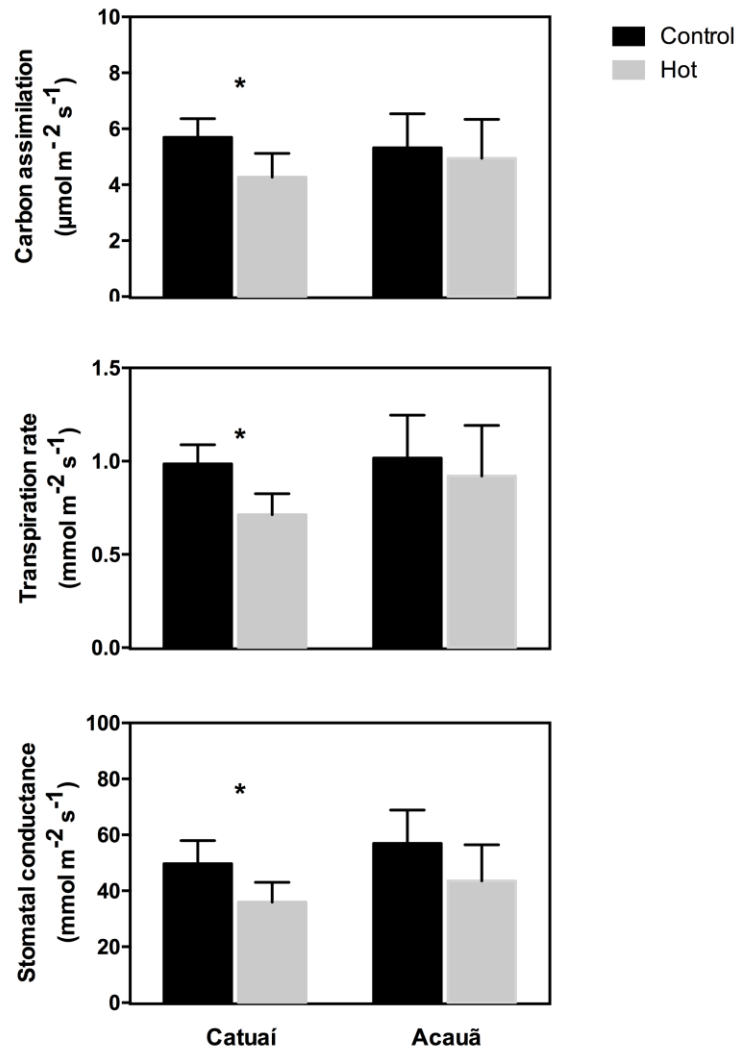 Control
Hot
Carbon assimilation
(µmol m⁻² s⁻¹)
10
8
6
4
2
0
*
Transpiration rate
(mmol m⁻² s⁻¹)
1.5
1.0
0.5
0.0
*
Stomatal conductance
(mmol m⁻² s⁻¹)
100
80
60
40
20
0
*
Catuaí Acauã